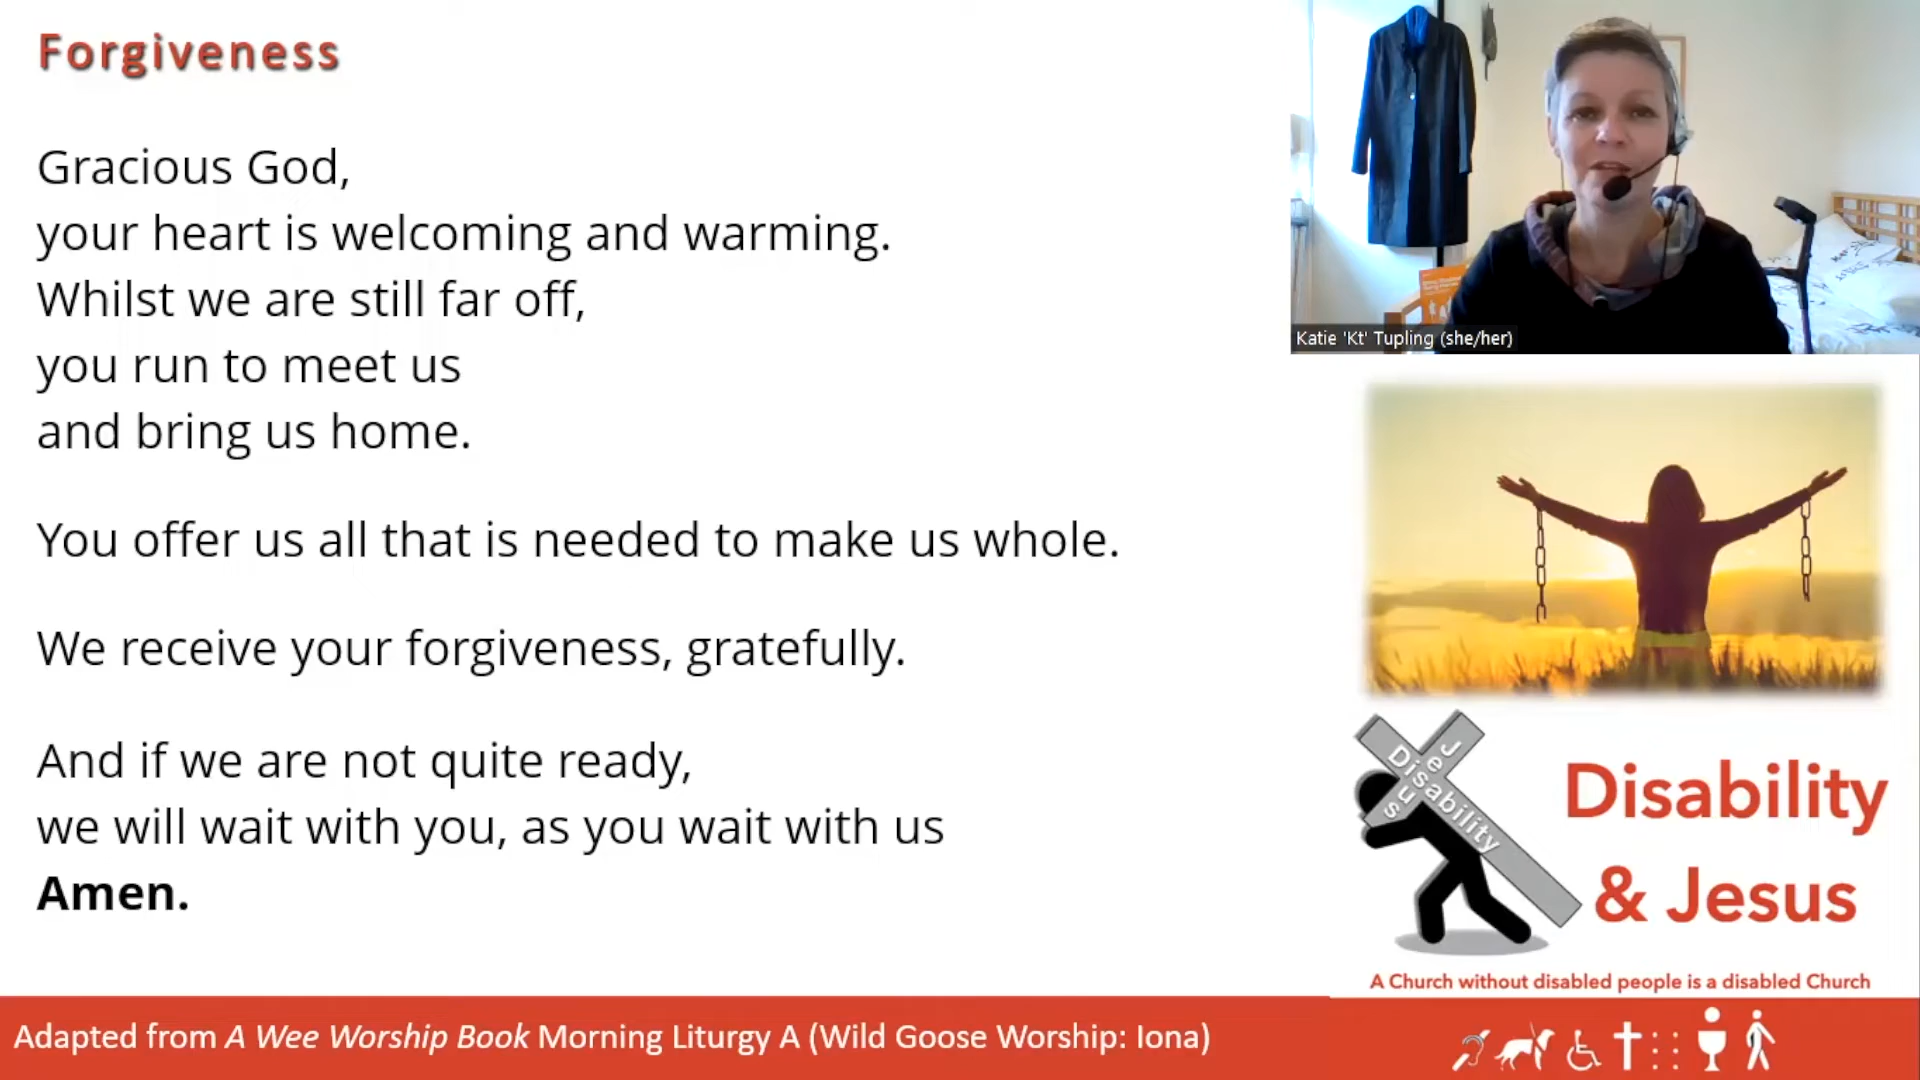 Forgiveness
Gracious God,
your heart is welcoming and warming.
Whilst we are still far off,
you run to meet us
and bring us home.
You offer us all that is needed to make us whole.
We receive your forgiveness, gratefully.
And if we are not quite ready,
we will wait with you, as you wait with us
Amen.
Katie 'Kt' Tupling (she/her)
Jesus
Disability
Disability
& Jesus
A Church without disabled people is a disabled Church
Adapted from A Wee Worship Book Morning Liturgy A (Wild Goose Worship: Iona)